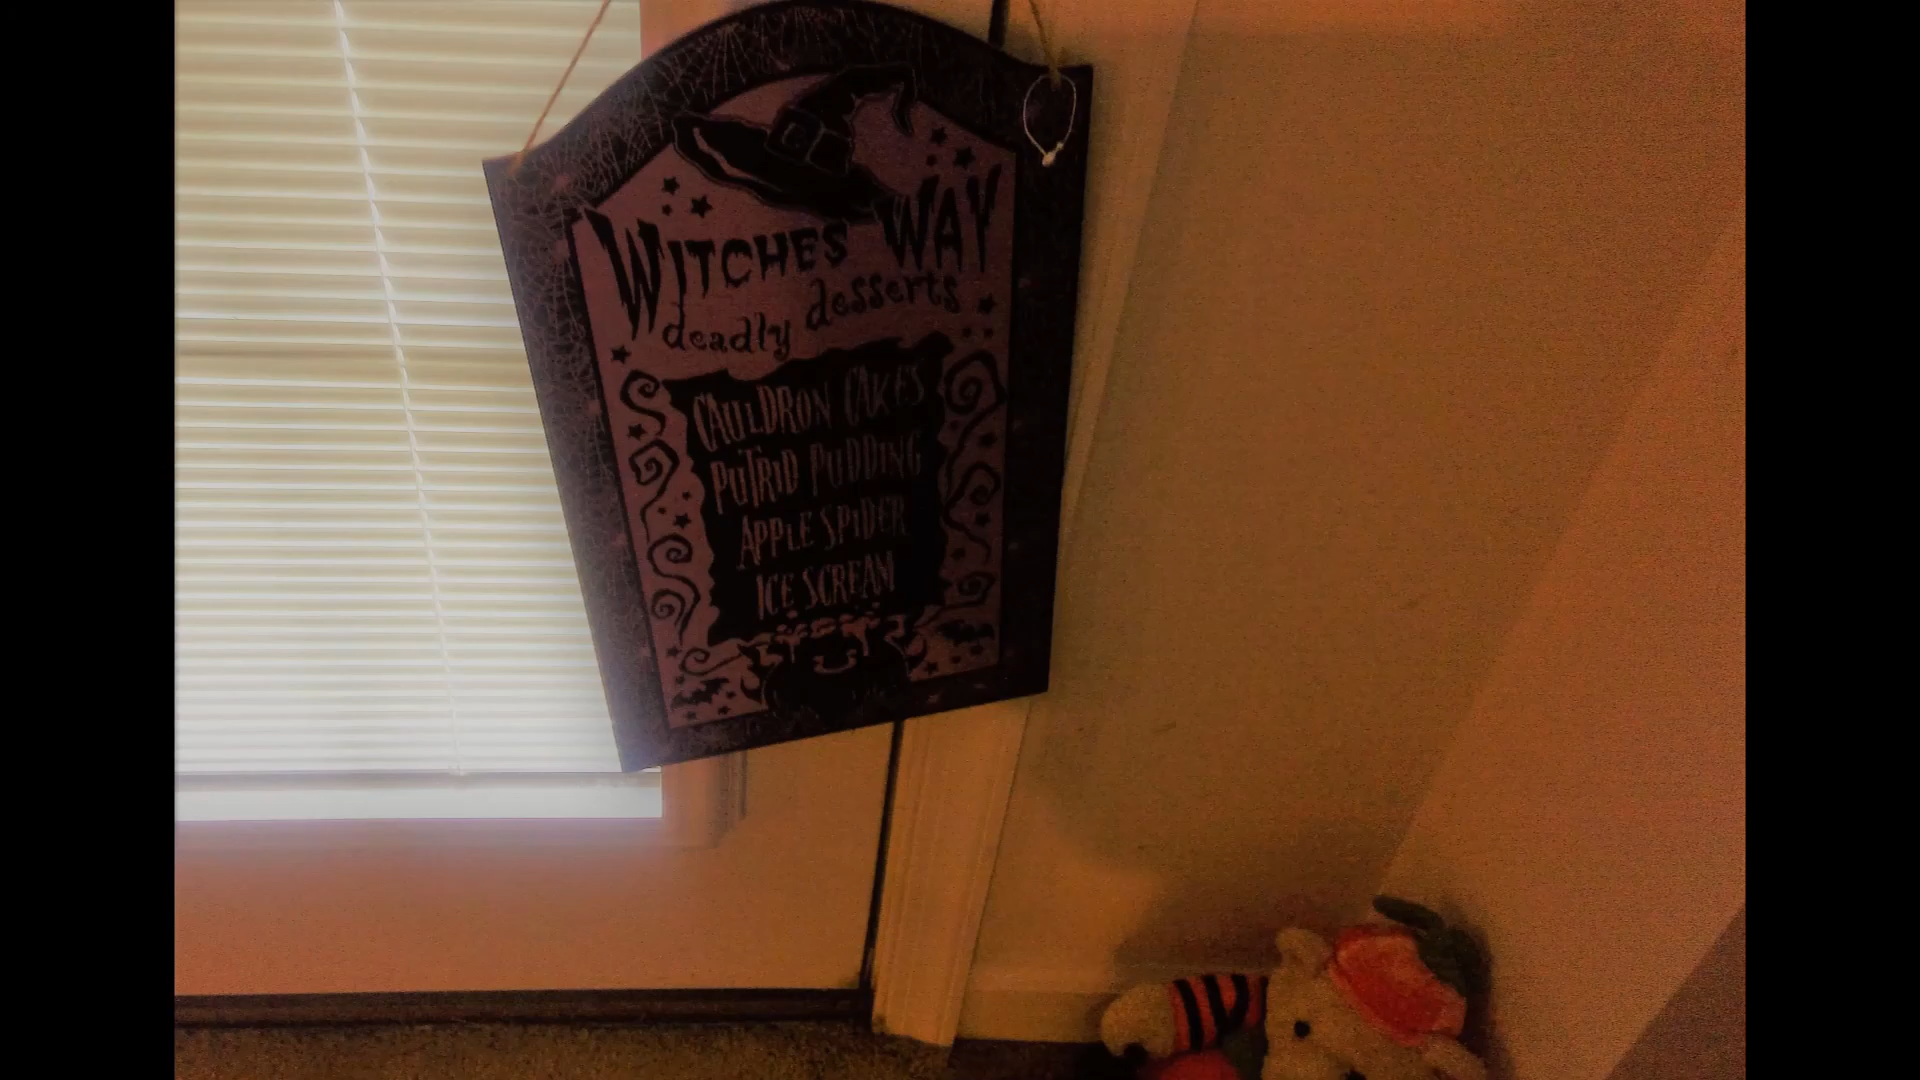 WITCHES WAY
deadly desserts
CAULDRON CAKES
PUTRID PUDDING
APPLE SPIDER
ICE SCREAM